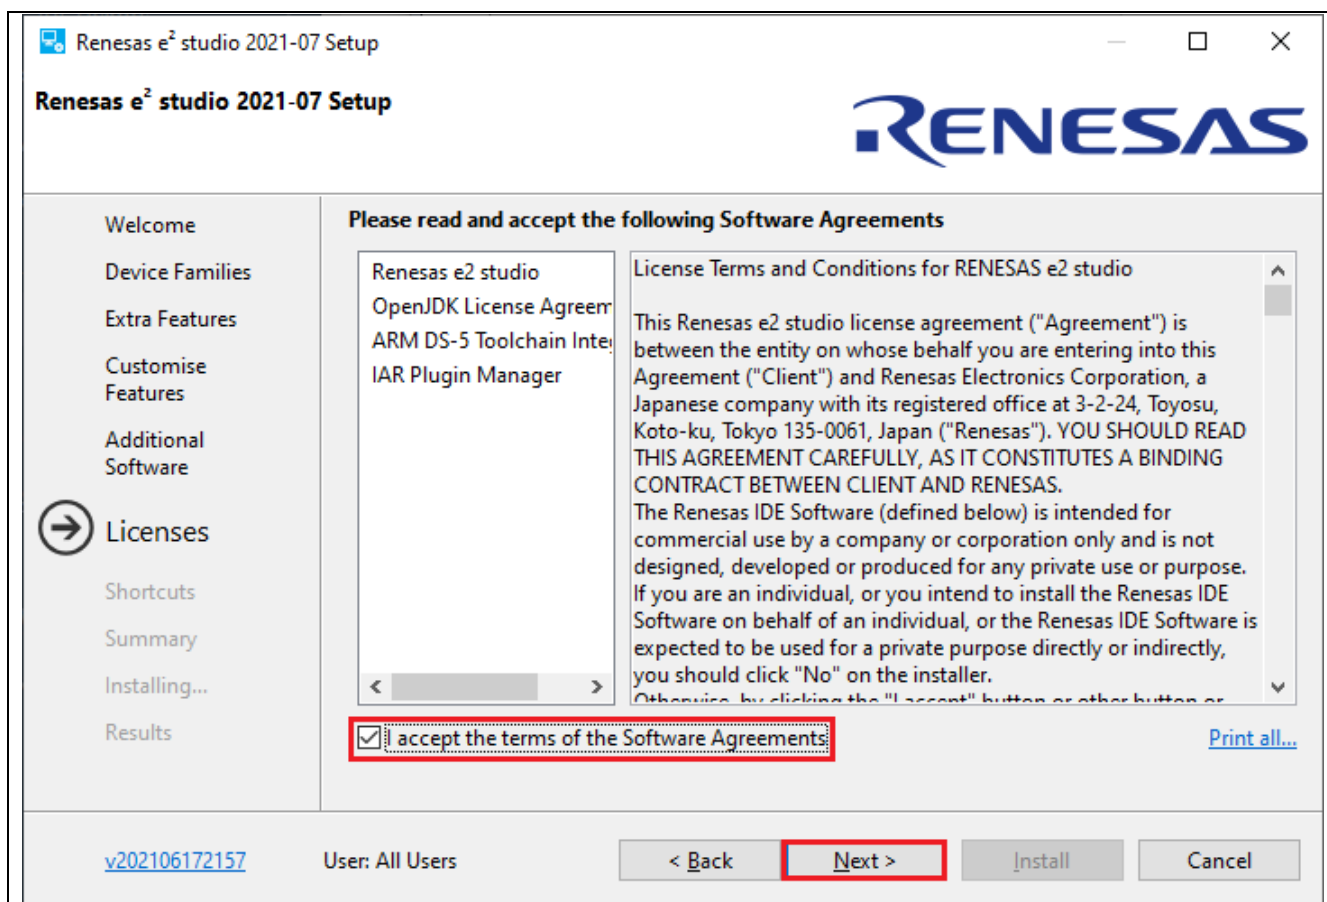 Renesas e² studio 2021-07 Setup
Renesas e² studio 2021-07 Setup
RENESAS
Welcome
Device Families
Extra Features
Customise
Features
Additional
Software
Licenses
Shortcuts
Summary
Installing...
Results
Please read and accept the following Software Agreements
Renesas e2 studio
OpenJDK License Agreem
ARM DS-5 Toolchain Inte
IAR Plugin Manager
License Terms and Conditions for RENESAS e2 studio
This Renesas e2 studio license agreement ("Agreement") is
between the entity on whose behalf you are entering into this
Agreement ("Client") and Renesas Electronics Corporation, a
Japanese company with its registered office at 3-2-24, Toyosu,
Koto-ku, Tokyo 135-0061, Japan ("Renesas"). YOU SHOULD READ
THIS AGREEMENT CAREFULLY, AS IT CONSTITUTES A BINDING
CONTRACT BETWEEN CLIENT AND RENESAS.
The Renesas IDE Software (defined below) is intended for
commercial use by a company or corporation only and is not
designed, developed or produced for any private use or purpose.
If you are an individual, or you intend to install the Renesas IDE
Software on behalf of an individual, or the Renesas IDE Software is
expected to be used for a private purpose directly or indirectly,
you should click "No" on the installer.
Otherwise, by clicking the "I accept" button or other button or
I accept the terms of the Software Agreements
Print all...
v202106172157
User: All Users
< Back
Next >
Install
Cancel